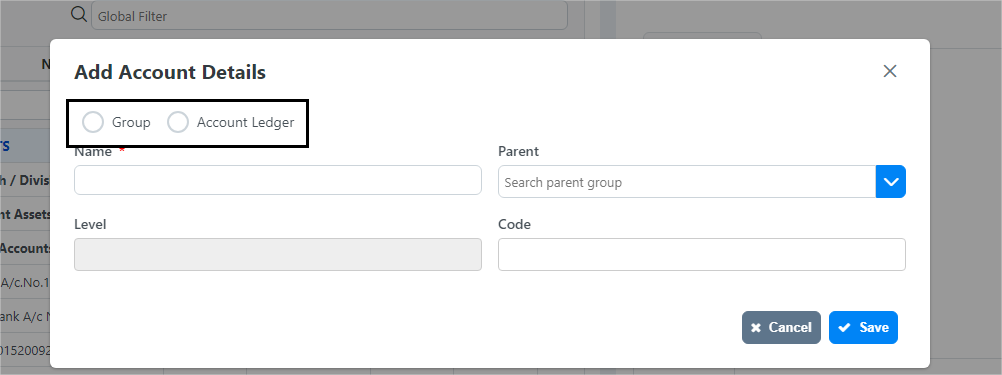 Global Filter
N
Add Account Details
Group Account Ledger
Name * Parent
Search parent group
Level Code
TS
h / Divis
nt Assets
Accounts
A/c.No.1
ank A/c N
01520092
Cancel Save